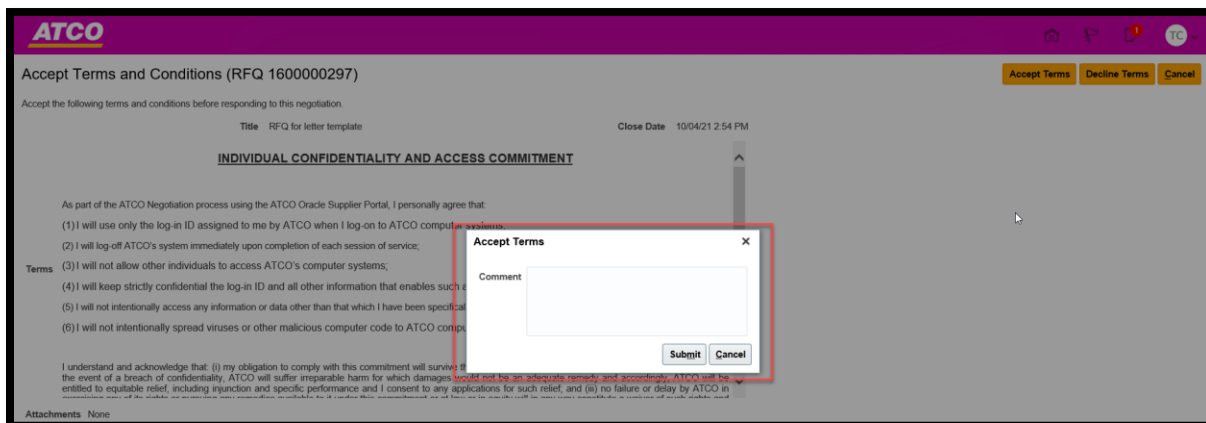 ATCO
1
TC
Accept Terms and Conditions (RFQ 1600000297)
Accept Terms Decline Terms Cancel
Accept the following terms and conditions before responding to this negotiation.
Title RFQ for letter template Close Date 10/04/21 2:54 PM
INDIVIDUAL CONFIDENTIALITY AND ACCESS COMMITMENT
As part of the ATCO Negotiation process using the ATCO Oracle Supplier Portal, I personally agree that:
(1) I will use only the log-in ID assigned to me by ATCO when I log-on to ATCO computer systems;
(2) I will log-off ATCO's system immediately upon completion of each session of service;
Terms (3) I will not allow other individuals to access ATCO's computer systems;
(4) I will keep strictly confidential the log-in ID and all other information that enables such
(5) I will not intentionally access any information or data other than that which I have been
(6) I will not intentionally spread viruses or other malicious computer code to ATCO
Accept Terms
Comment
Submit Cancel
I understand and acknowledge that: (i) my obligation to comply with this commitment will survive
the event of a breach of confidentiality, ATCO will suffer irreparable harm for which damages would not be an adequate remedy and accordingly, ATCO will be
entitled to equitable relief, including injunction and specific performance and I consent to any applications for such relief; and (iii) no failure or delay by ATCO in
Attachments None